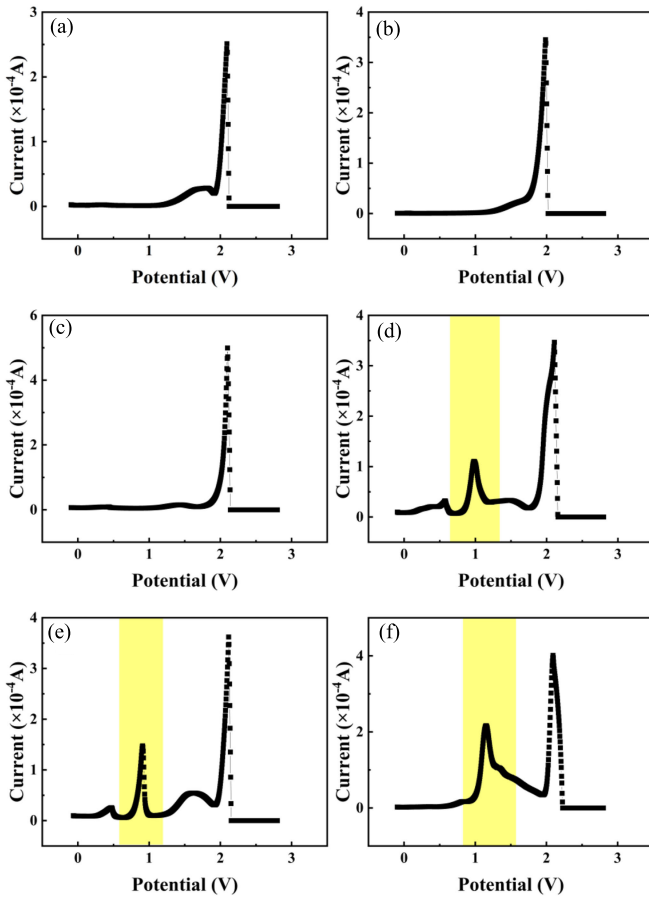 (a)
3
2
1
0
Current (×10⁻⁴A)
0 1 2 3
Potential (V)
(b)
4
3
2
1
0
Current (×10⁻⁴A)
0 1 2 3
Potential (V)
(c)
6
4
2
0
Current (×10⁻⁴A)
0 1 2 3
Potential (V)
(d)
4
3
2
1
0
Current (×10⁻⁴A)
0 1 2 3
Potential (V)
(e)
4
3
2
1
0
Current (×10⁻⁴A)
0 1 2 3
Potential (V)
(f)
4
2
0
Current (×10⁻⁴A)
0 1 2 3
Potential (V)